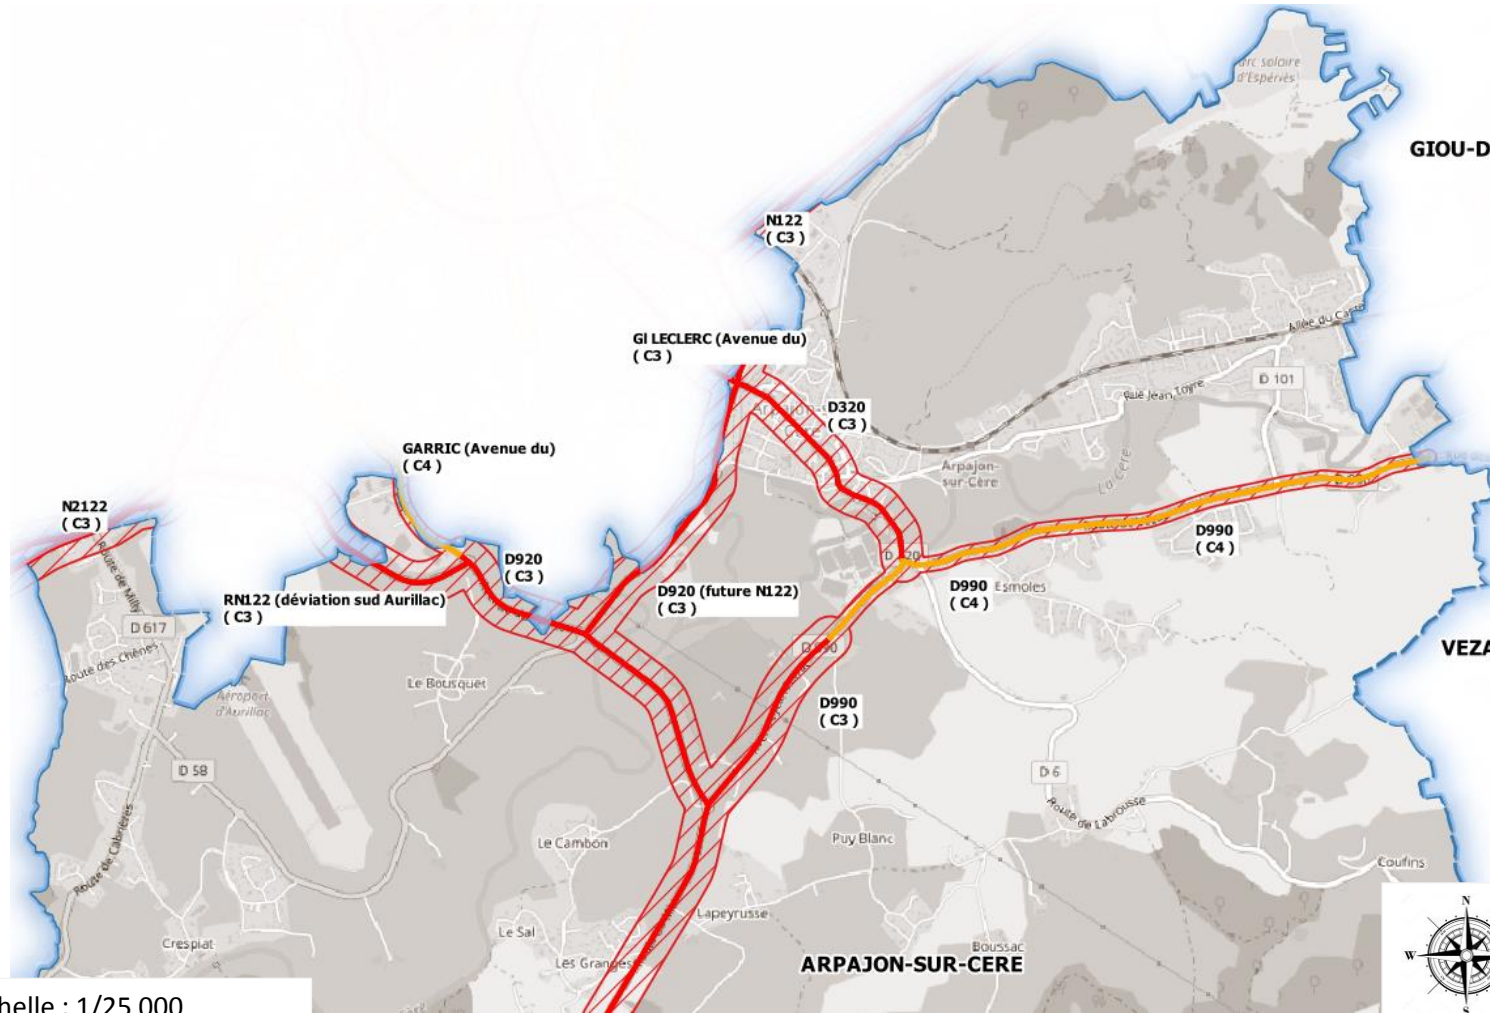 arc solaire
d'Espériès
GIOU-D
N122
( C3 )
Allée du Cant
Gl LECLERC (Avenue du)
( C3 )
D 101
Rue Jean Toyre
D320
( C3 )
GARRIC (Avenue du)
( C4 )
Arpajon-
sur-Cère
La Cère
N2122
( C3 )
D990
( C4 )
D920
( C3 )
RN122 (déviation sud Aurillac)
( C3 )
D920 (future N122)
( C3 )
D990
( C4 )
Esmoles
Route de Milly
D 617
Route des Chênes
VEZA
Le Bousquet
Aéroport
d'Aurillac
D990
( C3 )
D 58
D 6
Route de Labrousse
Route de Cabrières
Le Cambon
Puy Blanc
Coufins
Lapeyrusse
Le Sal
Crespiat
Boussac
Les Granges
ARPAJON-SUR-CERE
N
W
S
helle : 1/25 000